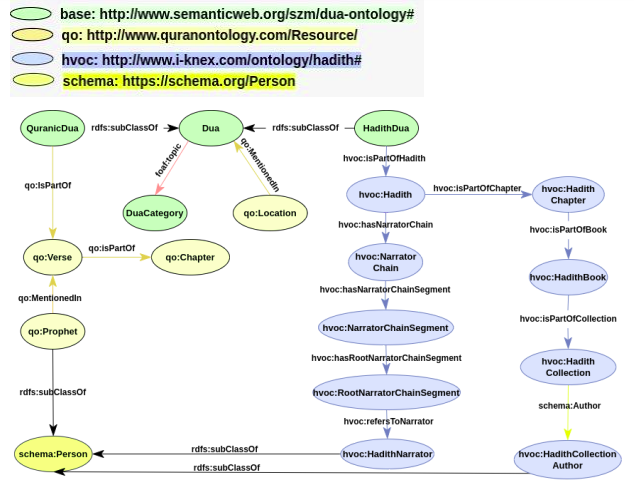 base: http://www.semanticweb.org/szm/dua-ontology#
qo: http://www.quranontology.com/Resource/
hvoc: http://www.i-knex.com/ontology/hadith#
schema: https://schema.org/Person
QuranicDua
rdfs:subClassOf
Dua
rdfs:subClassOf
HadithDua
foaf:topic
qo:MentionedIn
hvoc:isPartOfHadith
qo:IsPartOf
hvoc:Hadith
hvoc:isPartOfChapter
hvoc:Hadith
Chapter
DuaCategory
qo:Location
hvoc:hasNarratorChain
hvoc:isPartOfBook
qo:Verse
qo:isPartOf
qo:Chapter
hvoc:Narrator
Chain
hvoc:HadithBook
hvoc:hasNarratorChainSegment
qo:MentionedIn
qo:Prophet
hvoc:NarratorChainSegment
hvoc:isPartOfCollection
hvoc:hasRootNarratorChainSegment
hvoc:Hadith
Collection
rdfs:subClassOf
hvoc:RootNarratorChainSegment
schema:Author
hvoc:refersToNarrator
schema:Person
rdfs:subClassOf
hvoc:HadithNarrator
hvoc:HadithCollection
Author
rdfs:subClassOf